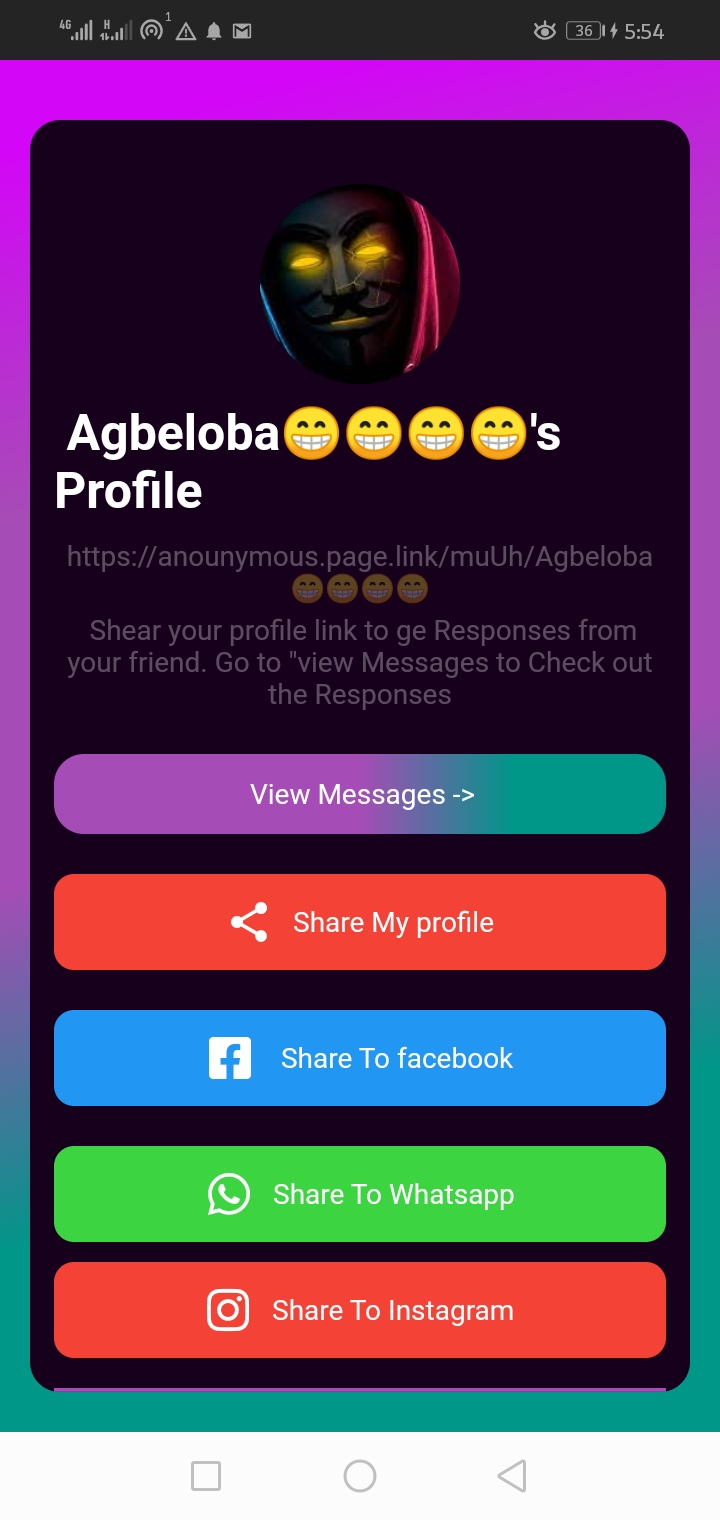 4G H 1 36 5:54
Agbeloba😁😁😁😁's
Profile
https://anounymous.page.link/muUh/Agbeloba
😁😁😁😁
Shear your profile link to ge Responses from
your friend. Go to "view Messages to Check out
the Responses
View Messages ->
Share My profile
Share To facebook
Share To Whatsapp
Share To Instagram